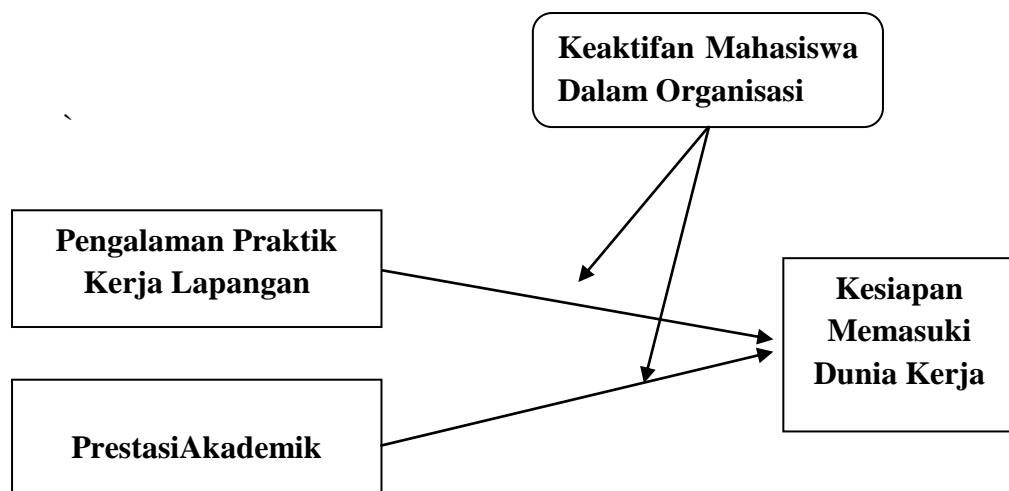 Keaktifan Mahasiswa
Dalam Organisasi
`
Pengalaman Praktik
Kerja Lapangan
Kesiapan
Memasuki
Dunia Kerja
PrestasiAkademik